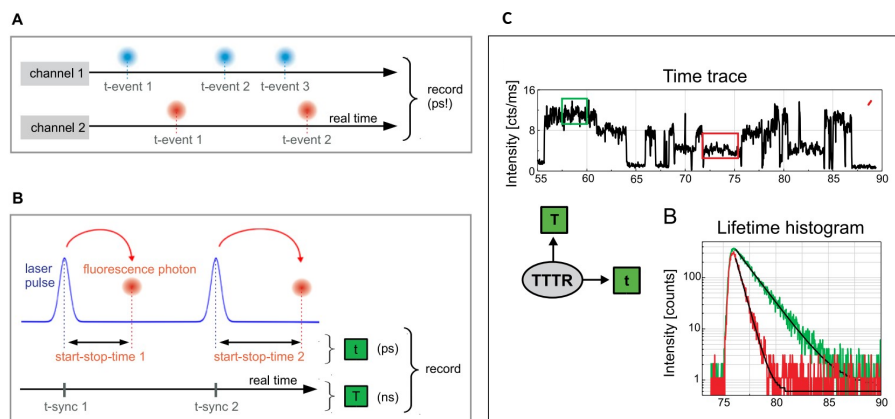 A
channel 1
t-event 1
t-event 2
t-event 3
channel 2
real time
t-event 1
t-event 2
record
(ps!)
B
laser
pulse
fluorescence photon
start-stop-time 1
start-stop-time 2
t
(ps)
real time
T
(ns)
record
t-sync 1
t-sync 2
C
Time trace
Intensity [cts/ms]
16
8
0
55
60
65
70
75
80
85
90
T
TTTR
t
B
Lifetime histogram
Intensity [counts]
100
10
1
75
80
85
90